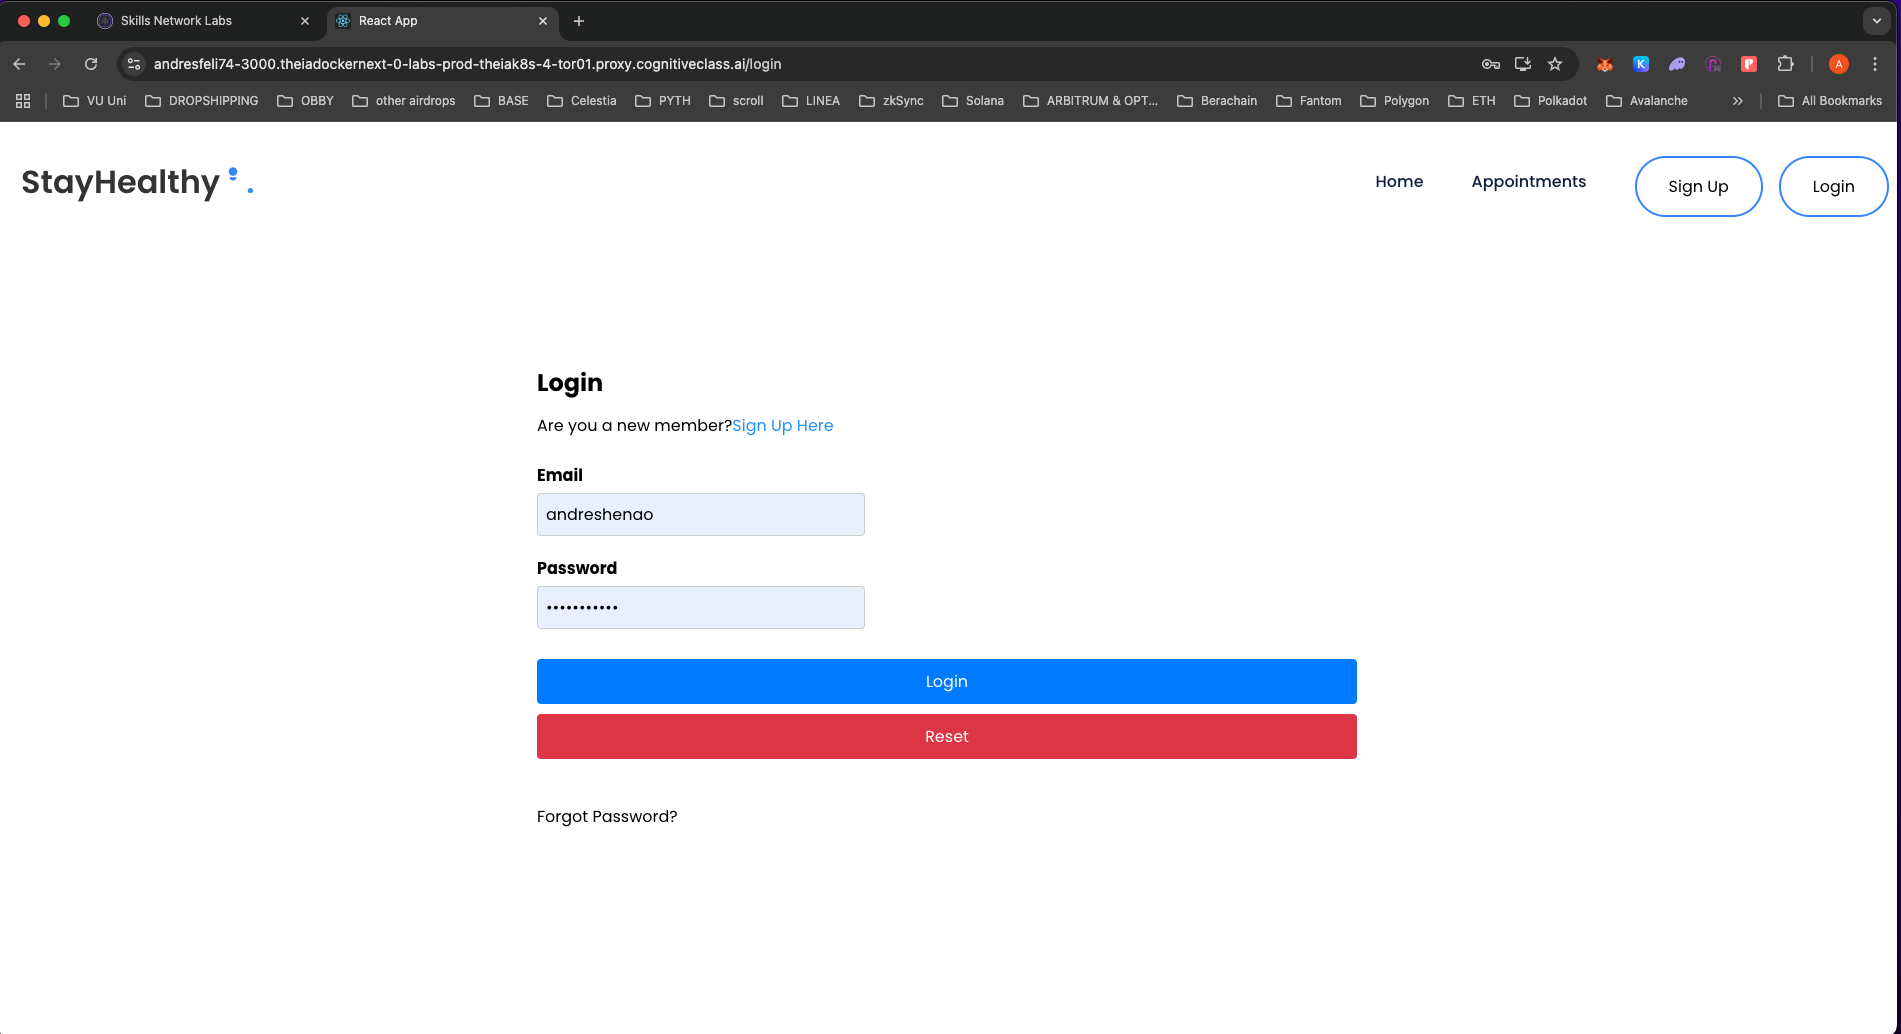 Skills Network Labs
React App
andresfeli74-3000.theiadockernext-0-labs-prod-theiak8s-4-tor01.proxy.cognitiveclass.ai/login
A
VU Uni DROPSHIPPING OBBY other airdrops BASE Celestia PYTH scroll LINEA zkSync Solana ARBITRUM & OPT... Berachain Fantom Polygon ETH Polkadot Avalanche » All Bookmarks
StayHealthy
Home Appointments Sign Up Login
Login
Are you a new member?Sign Up Here
Email
andreshenao
Password
•••••••••••
Login
Reset
Forgot Password?